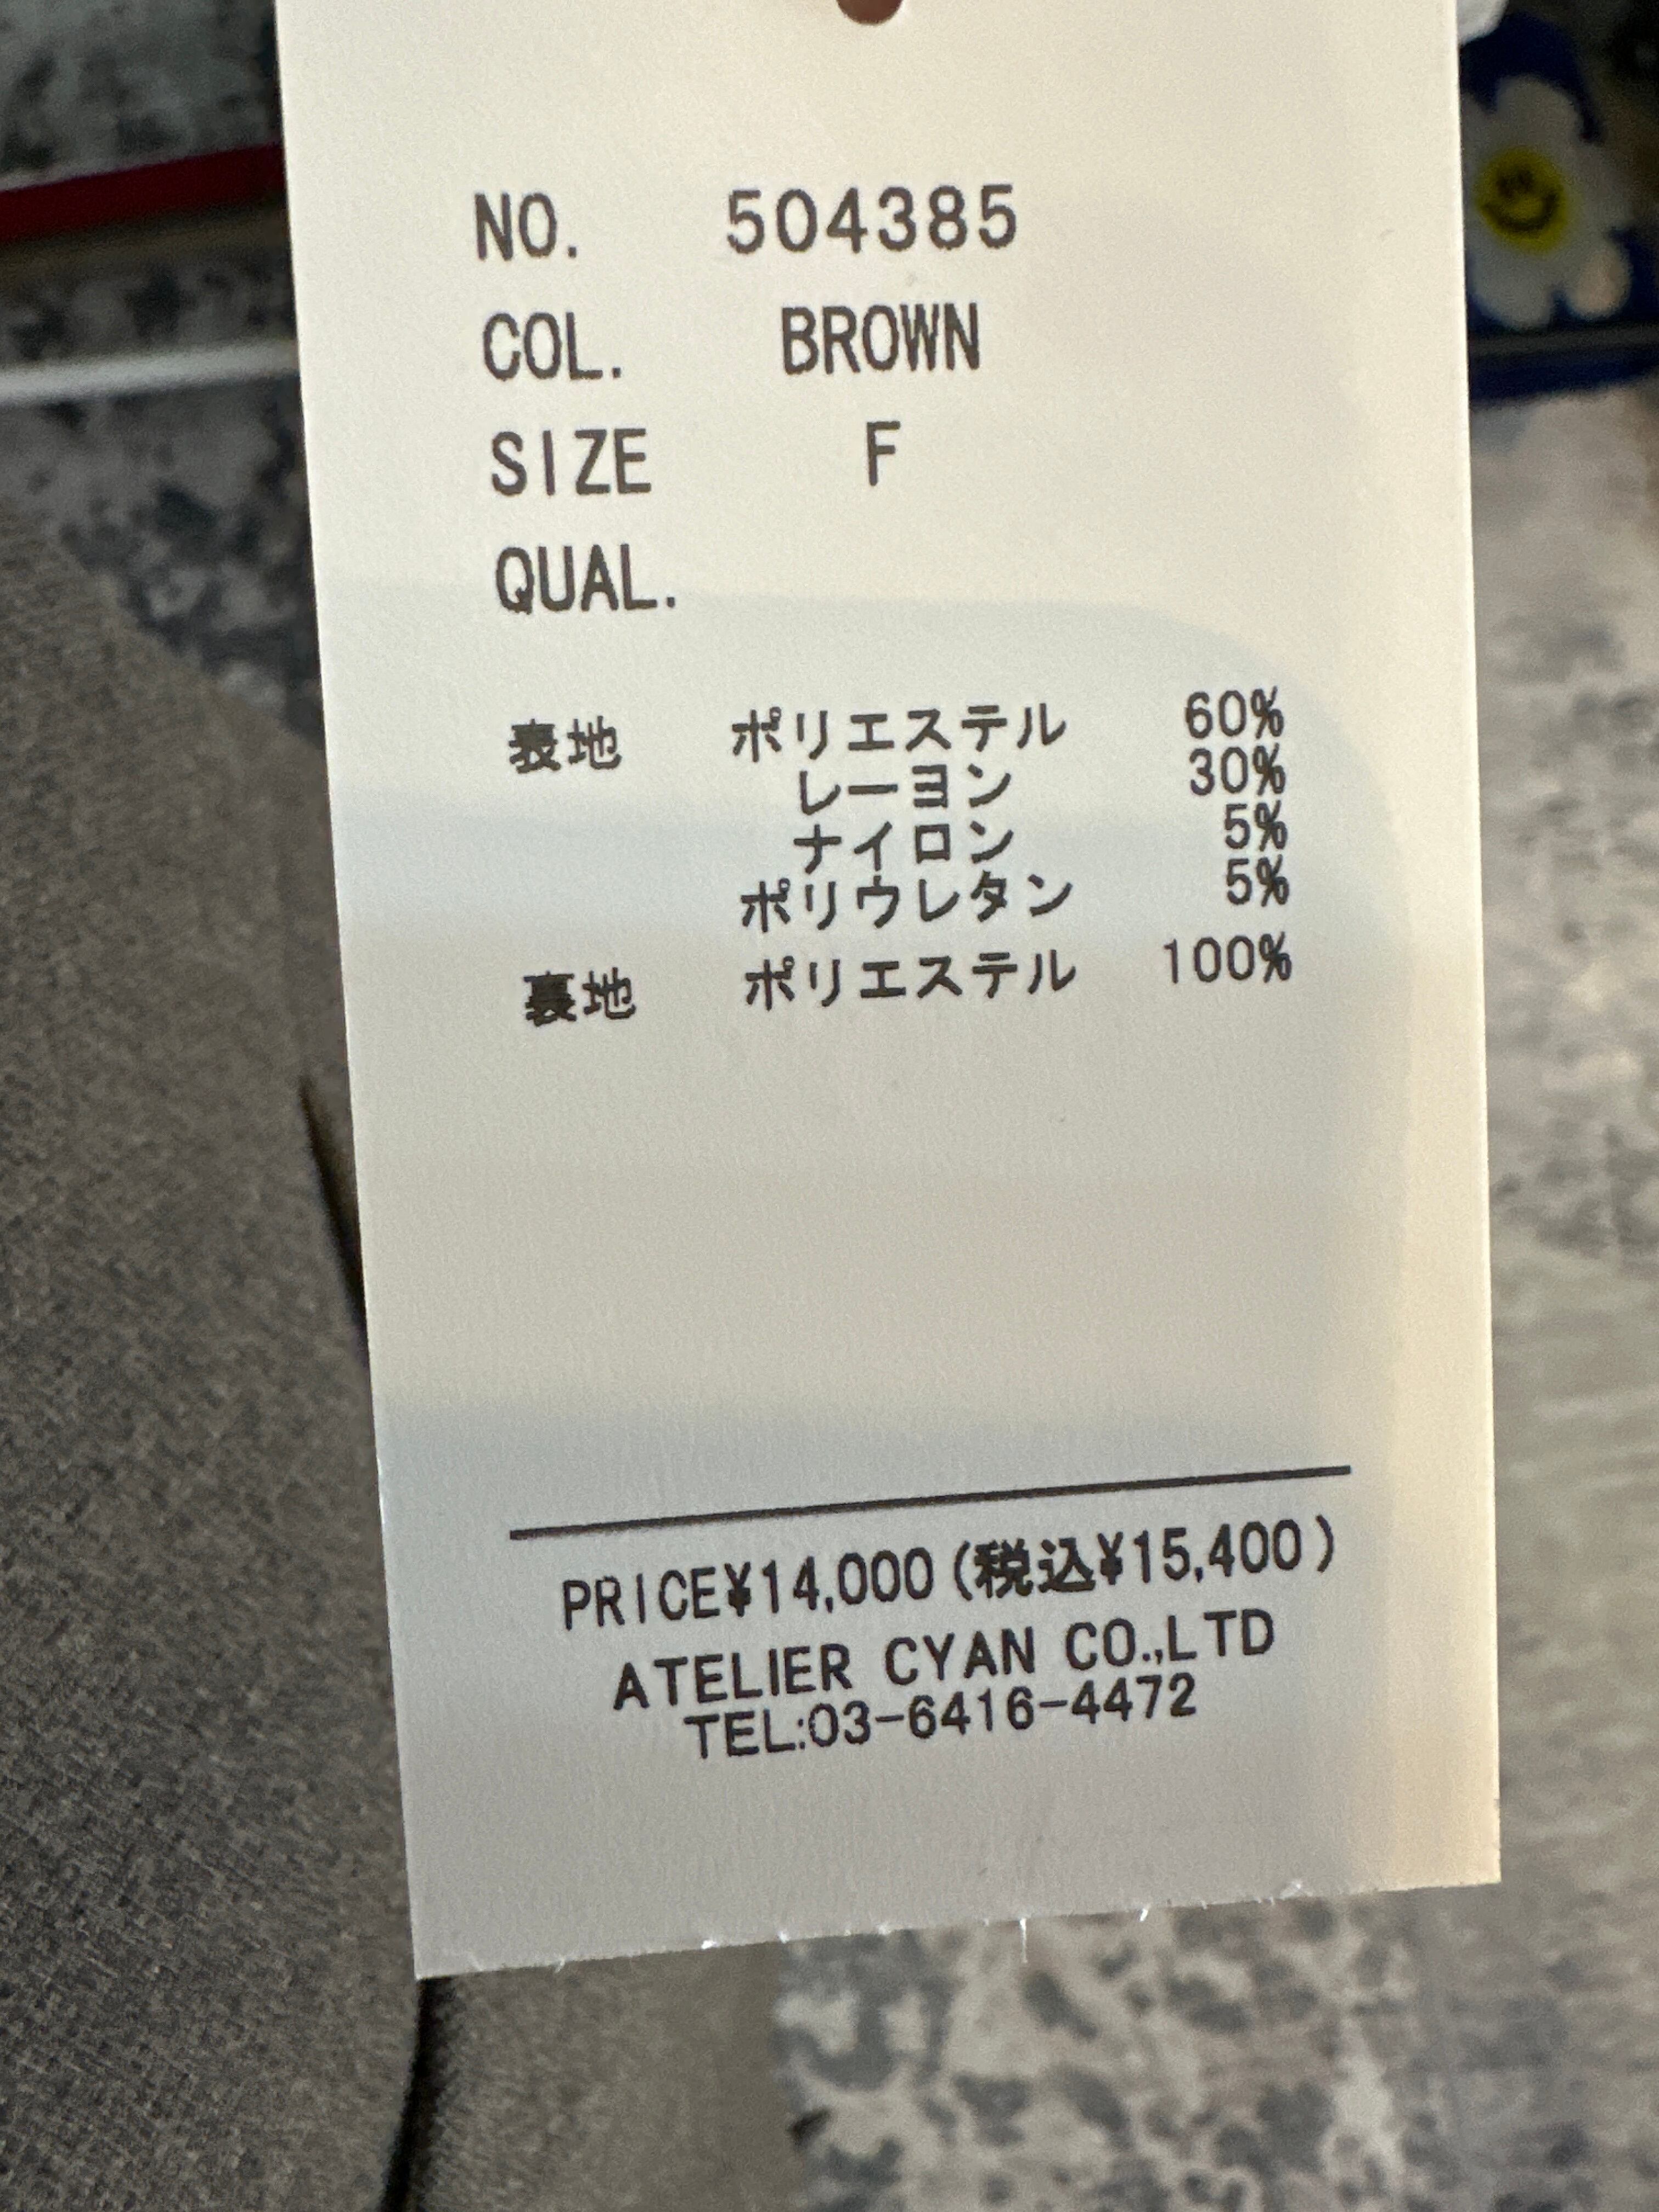 NO. 504385
COL. BROWN
SIZE F
QUAL.
表地 ポリエステル 60%
レーヨン 30%
ナイロン 5%
ポリウレタン 5%
裏地 ポリエステル 100%
PRICE¥14,000(税込¥15,400)
ATELIER CYAN CO.,LTD
TEL:03-6416-4472